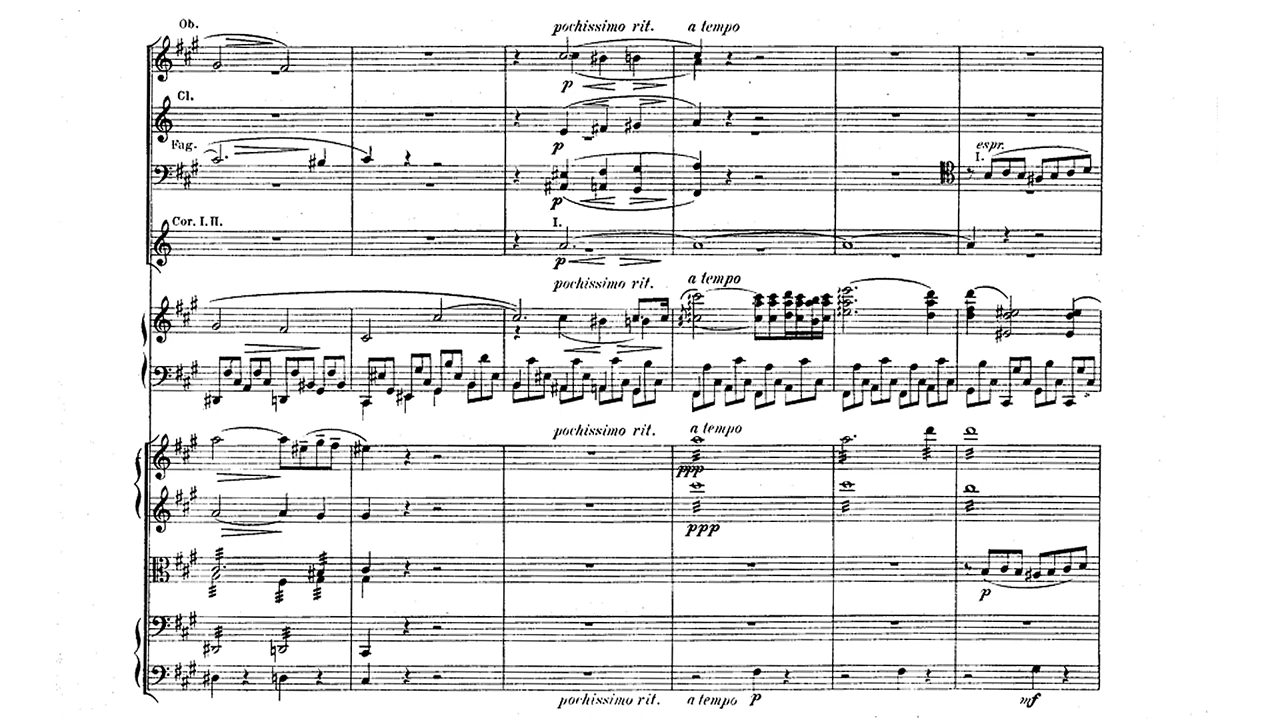 Ob.
pochissimo rit. a tempo
p
Cl.
p
Fag.
espr.
I.
p
Cor. I. II.
I.
p
pochissimo rit. a tempo
pochissimo rit. a tempo
ppp
ppp
p
pochissimo rit. a tempo p mf